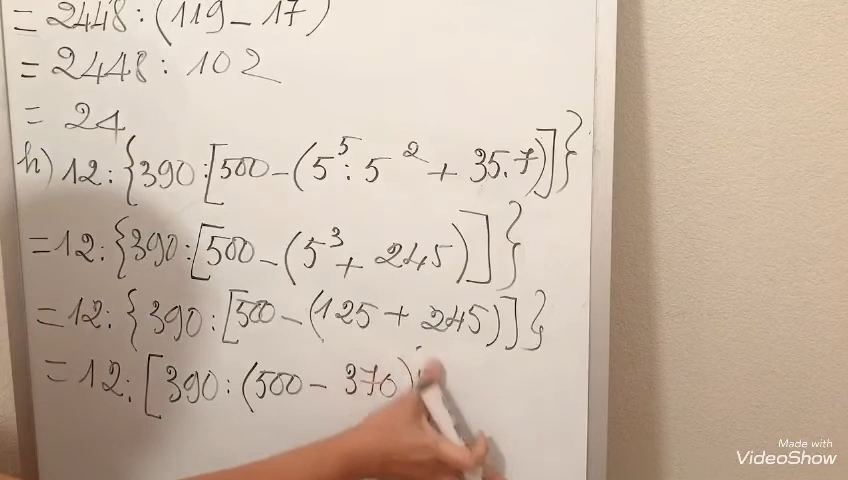 = 2448 : (119 - 17)
= 2448 : 102
= 24
h) 12 : {390 : [500 - (5⁵ : 5² + 35.7)]}
= 12 : {390 : [500 - (5³ + 245)]}
= 12 : {390 : [500 - (125 + 245)]}
= 12 : [390 : (500 - 370)
Made with
VideoShow